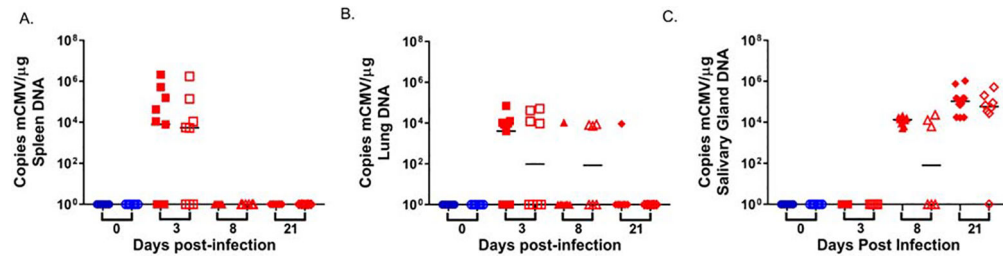 A.
Copies mCMV/µg
Spleen DNA
10⁸
10⁶
10⁴
10²
10⁰
0 3 8 21
Days post-infection
B.
Copies mCMV/µg
Lung DNA
10⁸
10⁶
10⁴
10²
10⁰
0 3 8 21
Days post-infection
C.
Copies mCMV/µg
Salivary Gland DNA
10⁸
10⁶
10⁴
10²
10⁰
0 3 8 21
Days Post Infection